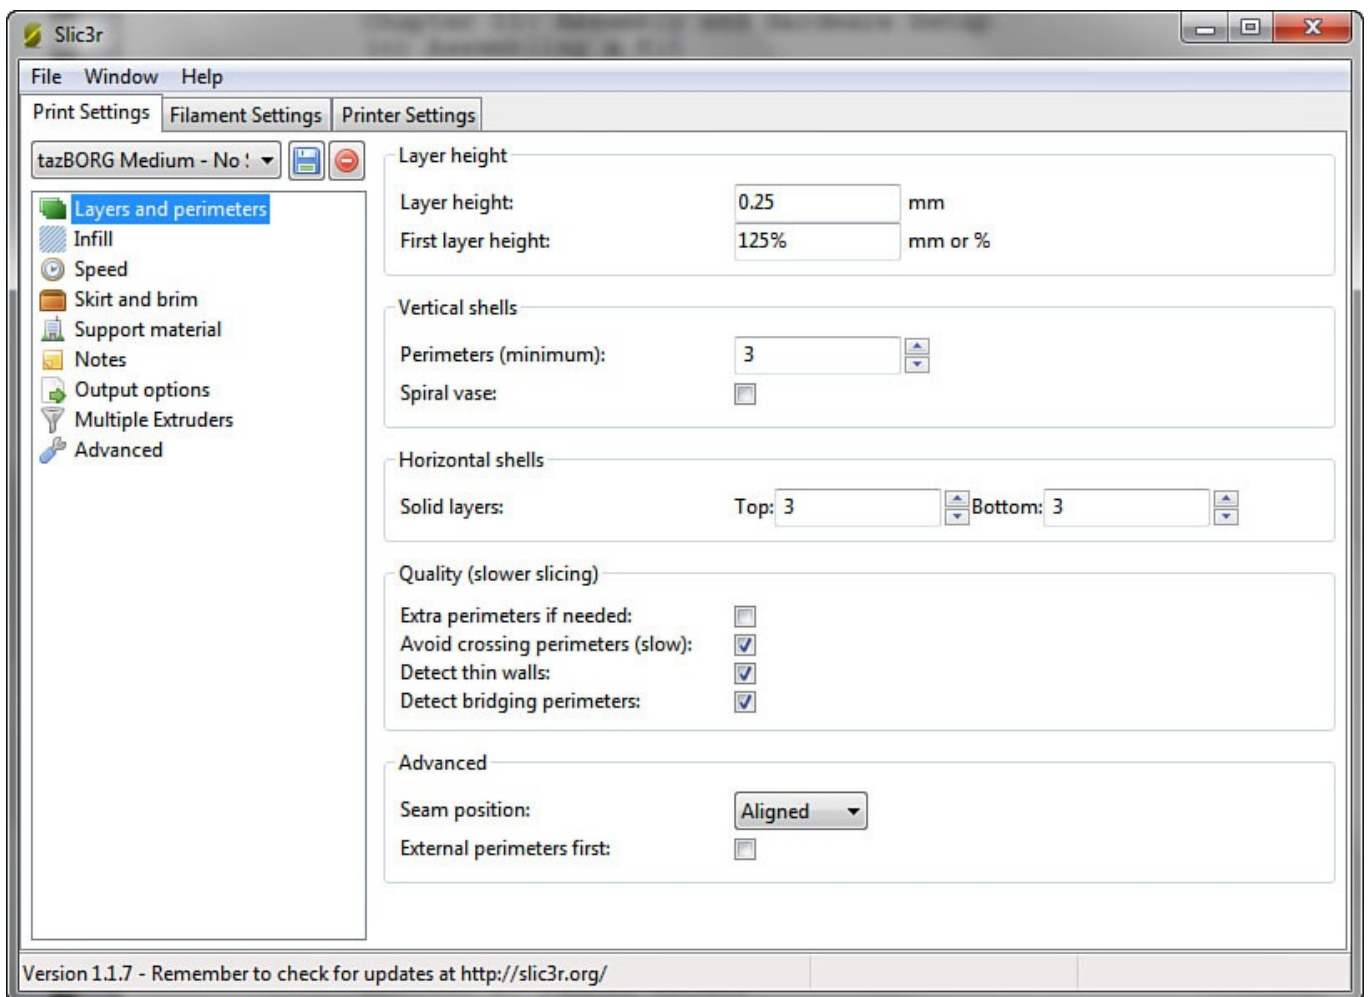 Slic3r
File Window Help
Print Settings Filament Settings Printer Settings
tazBORG Medium - No
Layers and perimeters
Infill
Speed
Skirt and brim
Support material
Notes
Output options
Multiple Extruders
Advanced
Layer height
Layer height: 0.25 mm
First layer height: 125% mm or %
Vertical shells
Perimeters (minimum): 3
Spiral vase:
Horizontal shells
Solid layers: Top: 3 Bottom: 3
Quality (slower slicing)
Extra perimeters if needed:
Avoid crossing perimeters (slow):
Detect thin walls:
Detect bridging perimeters:
Advanced
Seam position: Aligned
External perimeters first:
Version 1.1.7 - Remember to check for updates at http://slic3r.org/